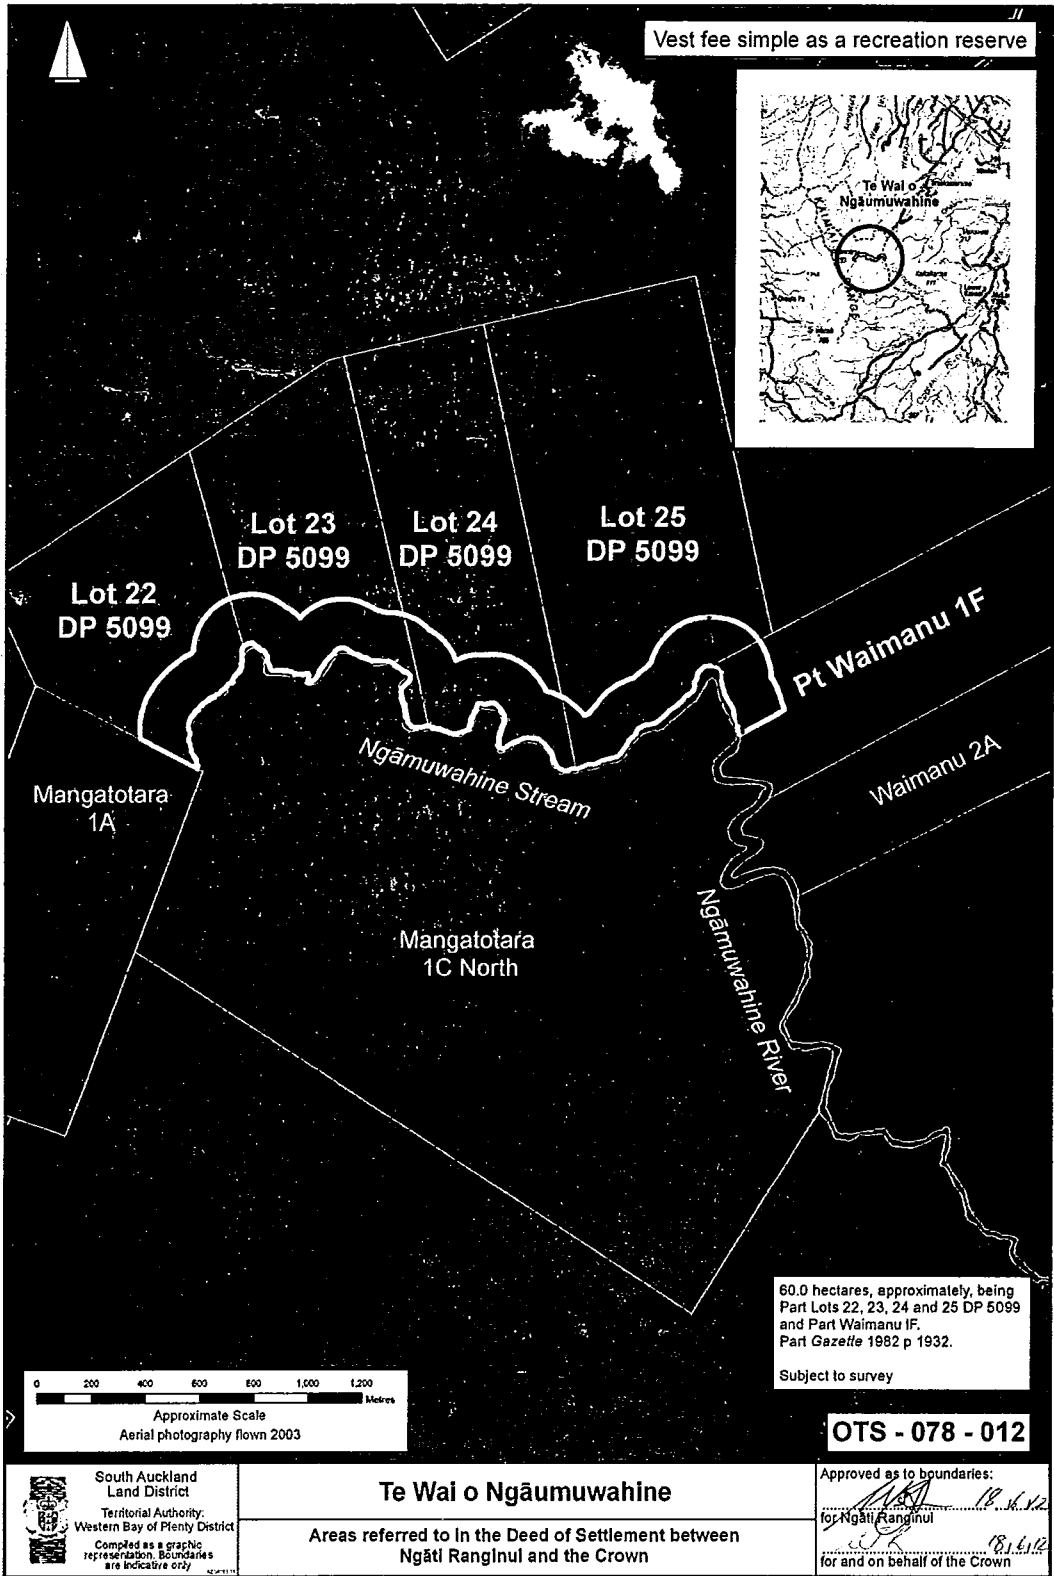 Vest fee simple as a recreation reserve
Te Wai o
Ngāumuwahine
Lot 22
DP 5099
Lot 23
DP 5099
Lot 24
DP 5099
Lot 25
DP 5099
Pt Waimanu 1F
Waimanu 2A
Mangatotara
1A
Ngāmuwahine Stream
Mangatotara
1C North
Ngāmuwahine River
60.0 hectares, approximately, being
Part Lots 22, 23, 24 and 25 DP 5099
and Part Waimanu IF.
Part Gazette 1982 p 1932.
Subject to survey
0 200 400 600 800 1,000 1,200
Metres
Approximate Scale
Aerial photography flown 2003
OTS - 078 - 012
South Auckland
Land District
Territorial Authority:
Western Bay of Plenty District
Compiled as a graphic
representation. Boundaries
are indicative only
Te Wai o Ngāumuwahine
Areas referred to in the Deed of Settlement between
Ngāti Ranginui and the Crown
Approved as to boundaries:
18.6.12
for Ngāti Ranginui
18.6.12
for and on behalf of the Crown